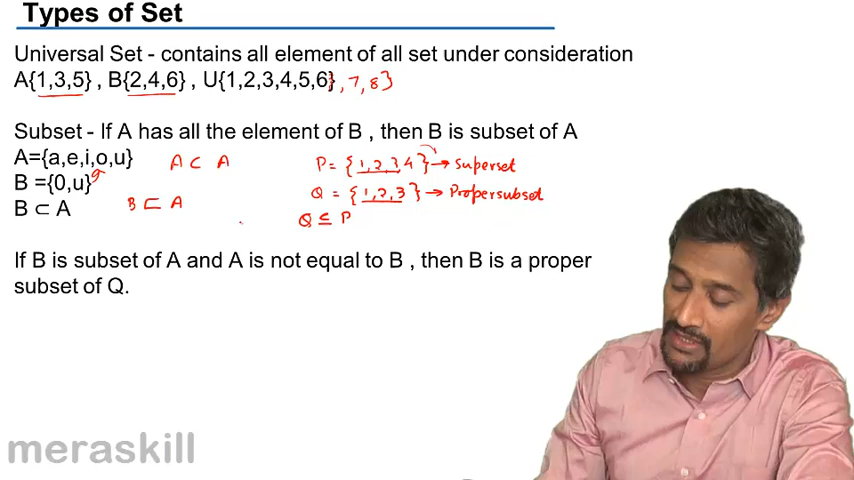 Types of Set
Universal Set - contains all element of all set under consideration
A{1,3,5} , B{2,4,6} , U{1,2,3,4,5,6} , 7, 8}
Subset - If A has all the element of B , then B is subset of A
A={a,e,i,o,u} A ⊂ A P = {1,2,3,4} → Superset
B ={0,u} Q = {1,2,3} → Proper subset
B ⊂ A B ⊏ A Q ⊆ P
If B is subset of A and A is not equal to B , then B is a proper
subset of Q.
meraskill